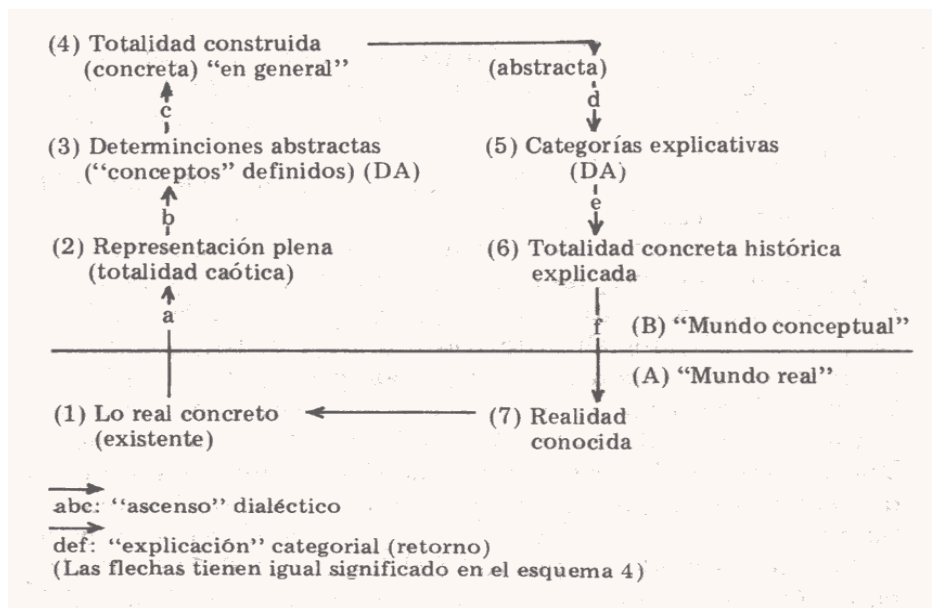 (4) Totalidad construida
(concreta) “en general”
(abstracta)
c
d
(3) Determinciones abstractas
(“conceptos” definidos) (DA)
(5) Categorías explicativas
(DA)
b
e
(2) Representación plena
(totalidad caótica)
(6) Totalidad concreta histórica
explicada
a
f
(B) “Mundo conceptual”
(A) “Mundo real”
(1) Lo real concreto
(existente)
(7) Realidad
conocida
abc: “ascenso” dialéctico
def: “explicación” categorial (retorno)
(Las flechas tienen igual significado en el esquema 4)